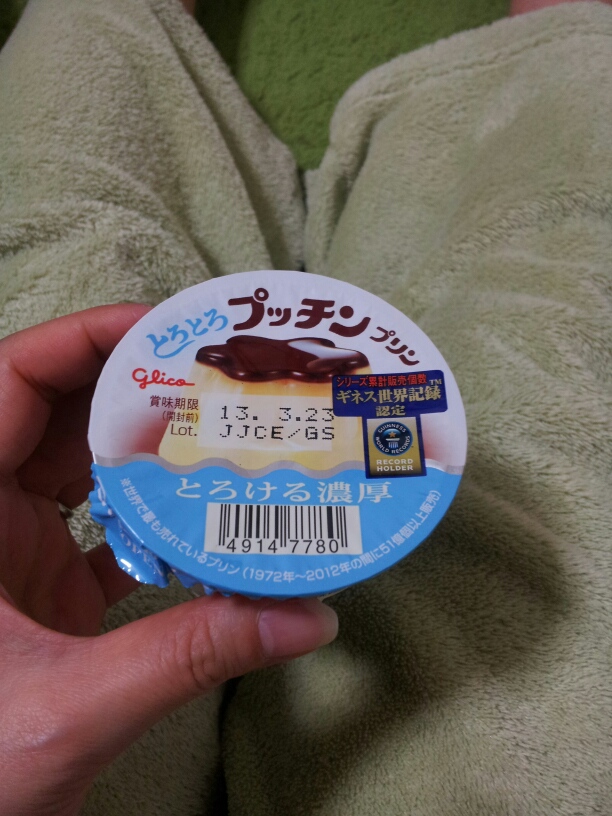 とろとろプッチンプリン
glico
シリーズ累計販売個数
ギネス世界記録™
認定
賞味期限
(開封前)
13. 3.23
Lot.
JJCE/GS
GUINNESS
WORLD RECORDS
RECORD
HOLDER
とろける濃厚
4914 7780
※世界で最も売れているプリン(1972年～2012年の間に51億個以上販売)